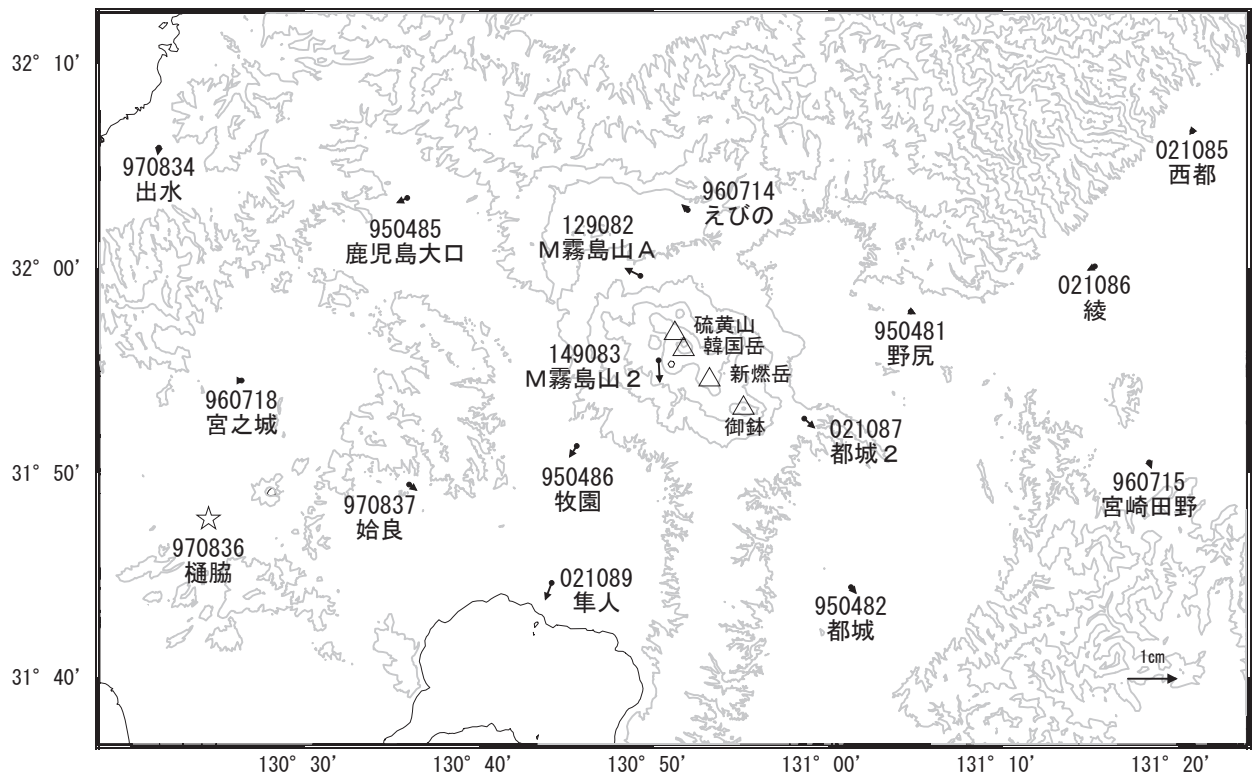 32° 10′
970834
出水
950485
鹿児島大口
129082
Ｍ霧島山Ａ
960714
えびの
021085
西都
32° 00′
021086
綾
950481
野尻
硫黄山
韓国岳
149083
Ｍ霧島山２
新燃岳
960718
宮之城
御鉢
021087
都城２
31° 50′
950486
牧園
970837
姶良
960715
宮崎田野
970836
樋脇
021089
隼人
950482
都城
31° 40′
1cm
130° 30′
130° 40′
130° 50′
131° 00′
131° 10′
131° 20′